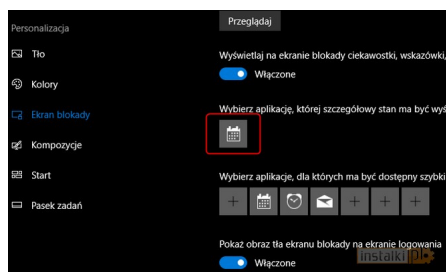 Personalizacja
Przeglądaj
Tło
Wyświetlaj na ekranie blokady ciekawostki, wskazówki,
Włączone
Kolory
Ekran blokady
Wybierz aplikację, której szczegółowy stan ma być wyś
Kompozycje
Start
Wybierz aplikacje, dla których ma być dostępny szybki
Pasek zadań
Pokaż obraz tła ekranu blokady na ekranie logowania
Włączone
instalki.pl